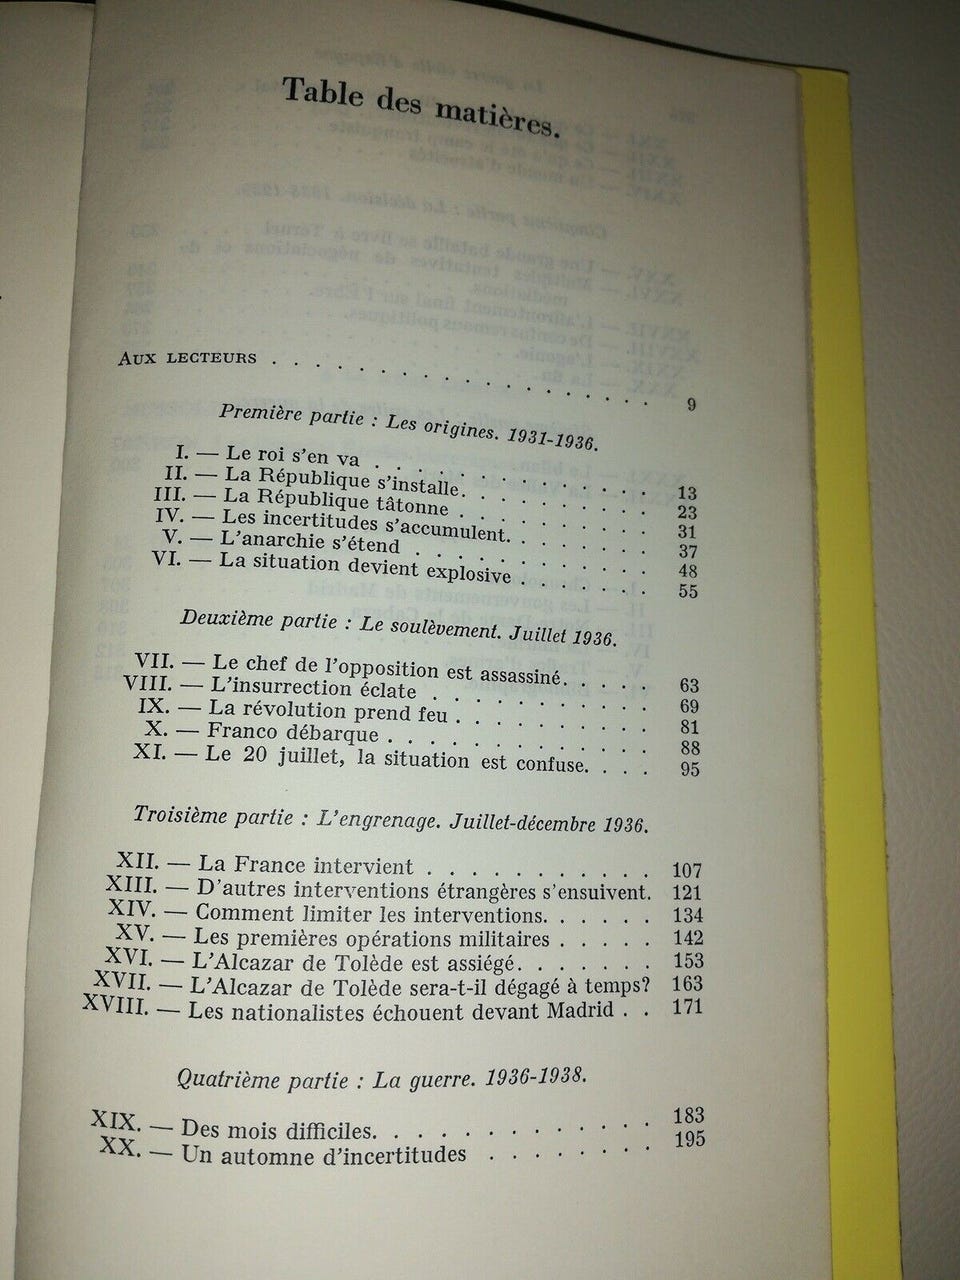 Table des matières.
AUX LECTEURS . . . . . . . . . . . . . . . . . . 9
Première partie : Les origines. 1931-1936.
I. — Le roi s'en va . . . . . . . . . . . . . 13
II. — La République s'installe. . . . . . . . . . 23
III. — La République tâtonne . . . . . . . . . . 31
IV. — Les incertitudes s'accumulent. . . . . . . . 37
V. — L'anarchie s'étend . . . . . . . . . . . 48
VI. — La situation devient explosive . . . . . . . 55
Deuxième partie : Le soulèvement. Juillet 1936.
VII. — Le chef de l'opposition est assassiné. . . . . 63
VIII. — L'insurrection éclate . . . . . . . . . . 69
IX. — La révolution prend feu . . . . . . . . . 81
X. — Franco débarque . . . . . . . . . . . . 88
XI. — Le 20 juillet, la situation est confuse. . . . 95
Troisième partie : L'engrenage. Juillet-décembre 1936.
XII. — La France intervient . . . . . . . . . . . 107
XIII. — D'autres interventions étrangères s'ensuivent. 121
XIV. — Comment limiter les interventions. . . . . . 134
XV. — Les premières opérations militaires . . . . . 142
XVI. — L'Alcazar de Tolède est assiégé. . . . . . . 153
XVII. — L'Alcazar de Tolède sera-t-il dégagé à temps? 163
XVIII. — Les nationalistes échouent devant Madrid . . 171
Quatrième partie : La guerre. 1936-1938.
XIX. — Des mois difficiles. . . . . . . . . . . . . 183
XX. — Un automne d'incertitudes . . . . . . . . 195